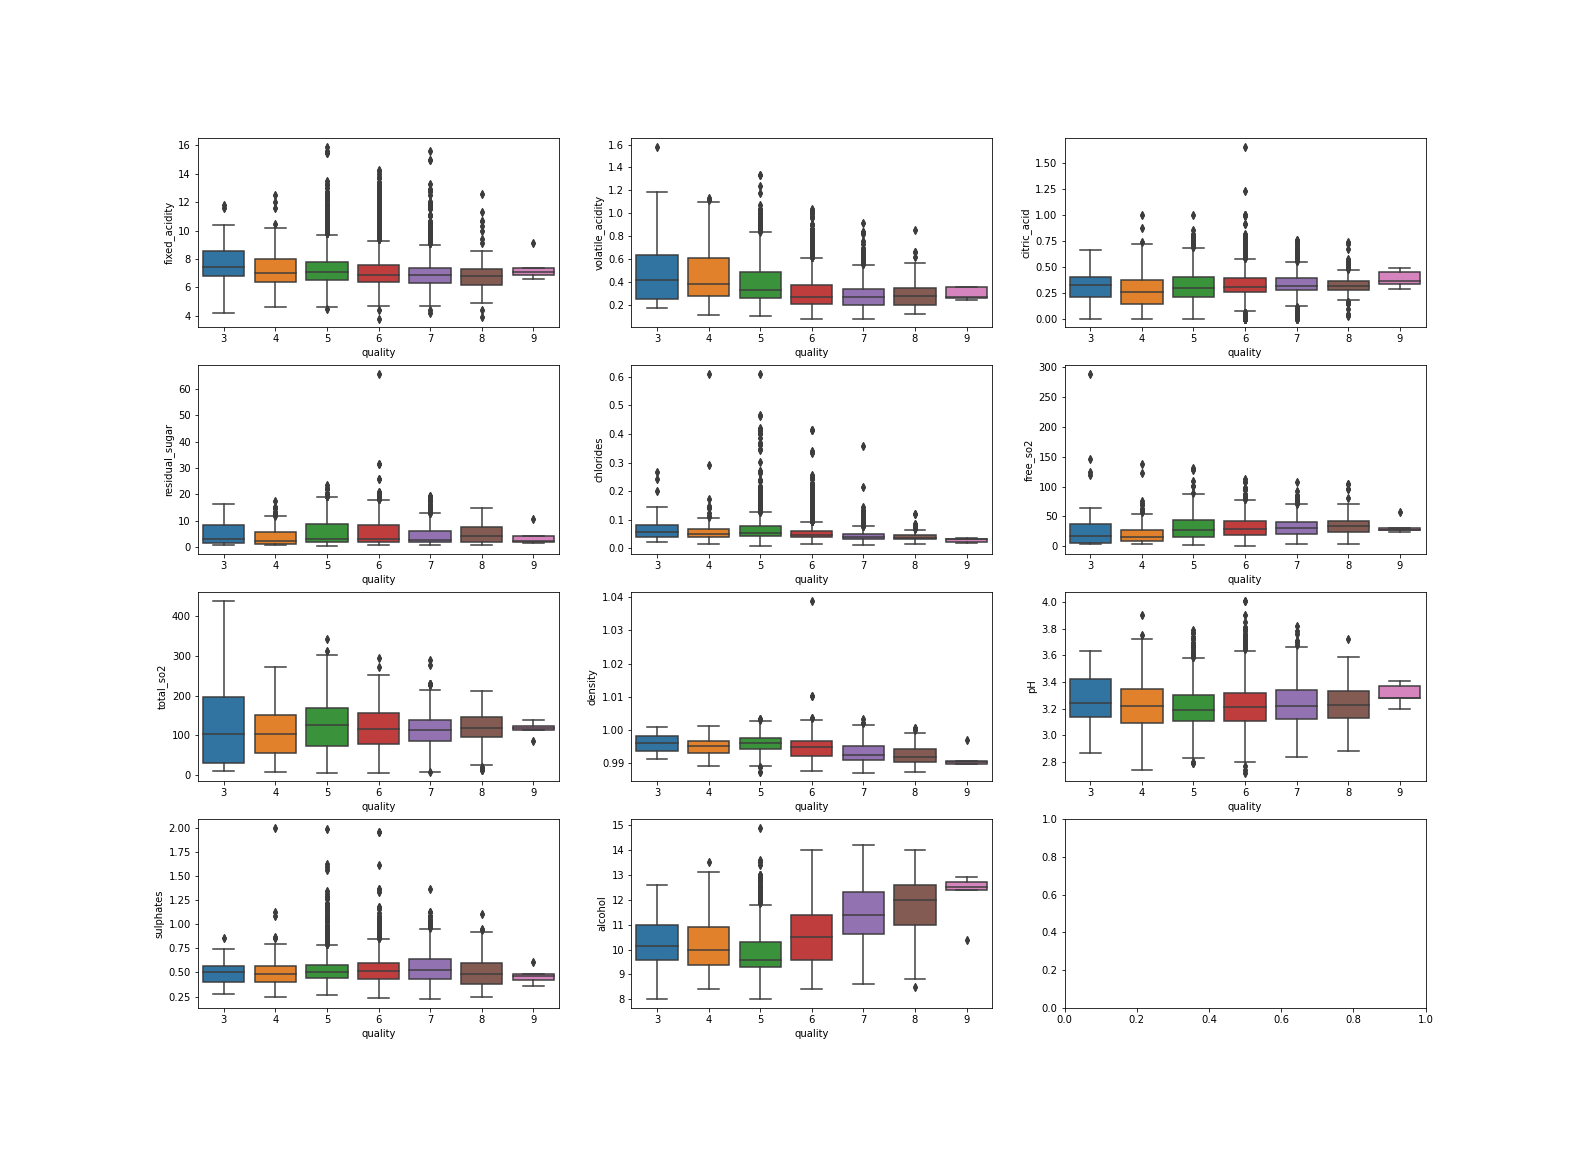 16
14
12
10
8
6
4
fixed_acidity
3 4 5 6 7 8 9
quality
1.6
1.4
1.2
1.0
0.8
0.6
0.4
0.2
volatile_acidity
3 4 5 6 7 8 9
quality
1.50
1.25
1.00
0.75
0.50
0.25
0.00
citric_acid
3 4 5 6 7 8 9
quality
60
50
40
30
20
10
0
residual_sugar
3 4 5 6 7 8 9
quality
0.6
0.5
0.4
0.3
0.2
0.1
0.0
chlorides
3 4 5 6 7 8 9
quality
300
250
200
150
100
50
0
free_so2
3 4 5 6 7 8 9
quality
400
300
200
100
0
total_so2
3 4 5 6 7 8 9
quality
1.04
1.03
1.02
1.01
1.00
0.99
density
3 4 5 6 7 8 9
quality
4.0
3.8
3.6
3.4
3.2
3.0
2.8
pH
3 4 5 6 7 8 9
quality
2.00
1.75
1.50
1.25
1.00
0.75
0.50
0.25
sulphates
3 4 5 6 7 8 9
quality
15
14
13
12
11
10
9
8
alcohol
3 4 5 6 7 8 9
quality
1.0
0.8
0.6
0.4
0.2
0.0
0.0 0.2 0.4 0.6 0.8 1.0